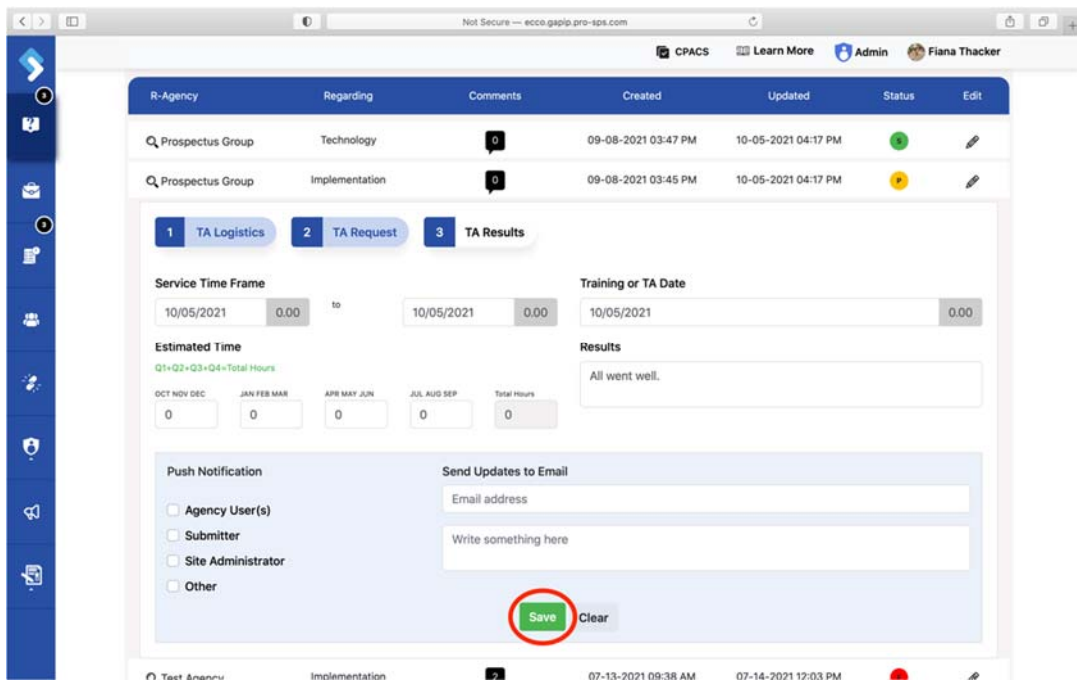 Not Secure — ecco.gapip.pro-sps.com
CPACS Learn More Admin Fiana Thacker
3
R-Agency Regarding Comments Created Updated Status Edit
Prospectus Group Technology 0 09-08-2021 03:47 PM 10-05-2021 04:17 PM S
Prospectus Group Implementation 0 09-08-2021 03:45 PM 10-05-2021 04:17 PM P
3
1 TA Logistics 2 TA Request 3 TA Results
Service Time Frame Training or TA Date
10/05/2021 0.00 to 10/05/2021 0.00 10/05/2021 0.00
Estimated Time Results
Q1+Q2+Q3+Q4=Total Hours
All went well.
OCT NOV DEC JAN FEB MAR APR MAY JUN JUL AUG SEP Total Hours
0 0 0 0 0
Push Notification Send Updates to Email
Email address
Agency User(s)
Submitter Write something here
Site Administrator
Other
Save Clear
Test Agency Implementation 2 07-13-2021 09:38 AM 07-14-2021 12:03 PM